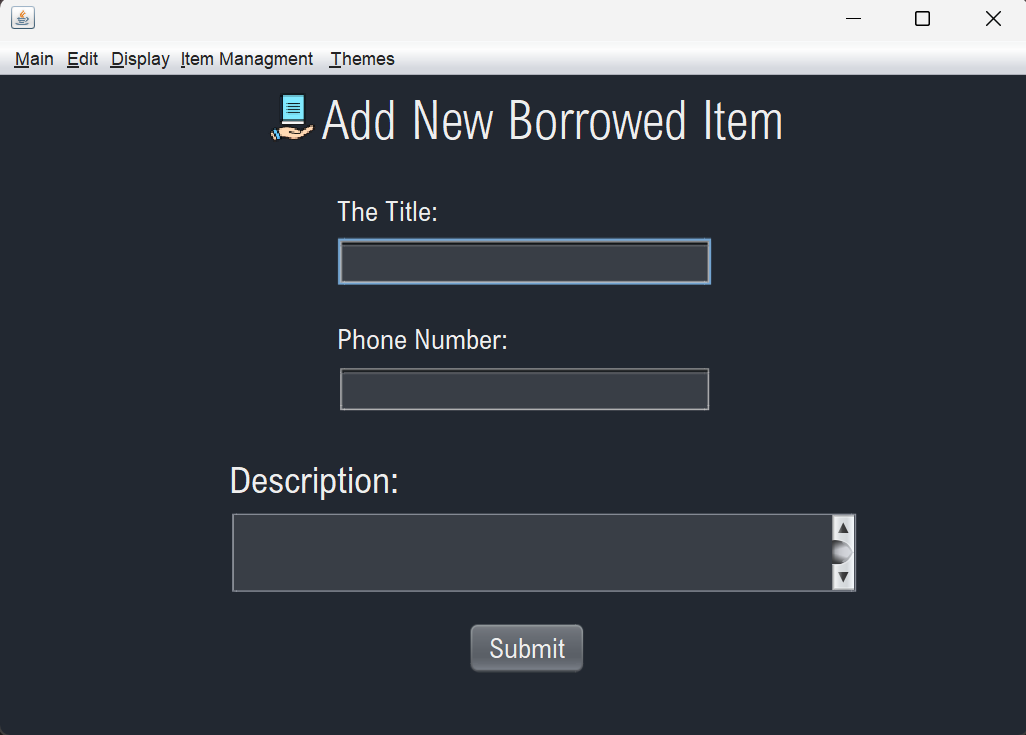 Main Edit Display Item Managment Themes
Add New Borrowed Item
The Title:
Phone Number:
Description:
Submit